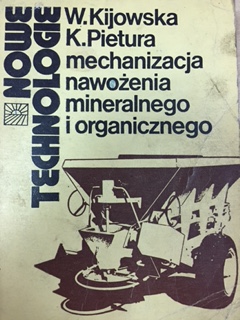 NOWE
TECHNOLOGIE
W.Kijowska
K.Pietura
mechanizacja
nawożenia
mineralnego
i organicznego